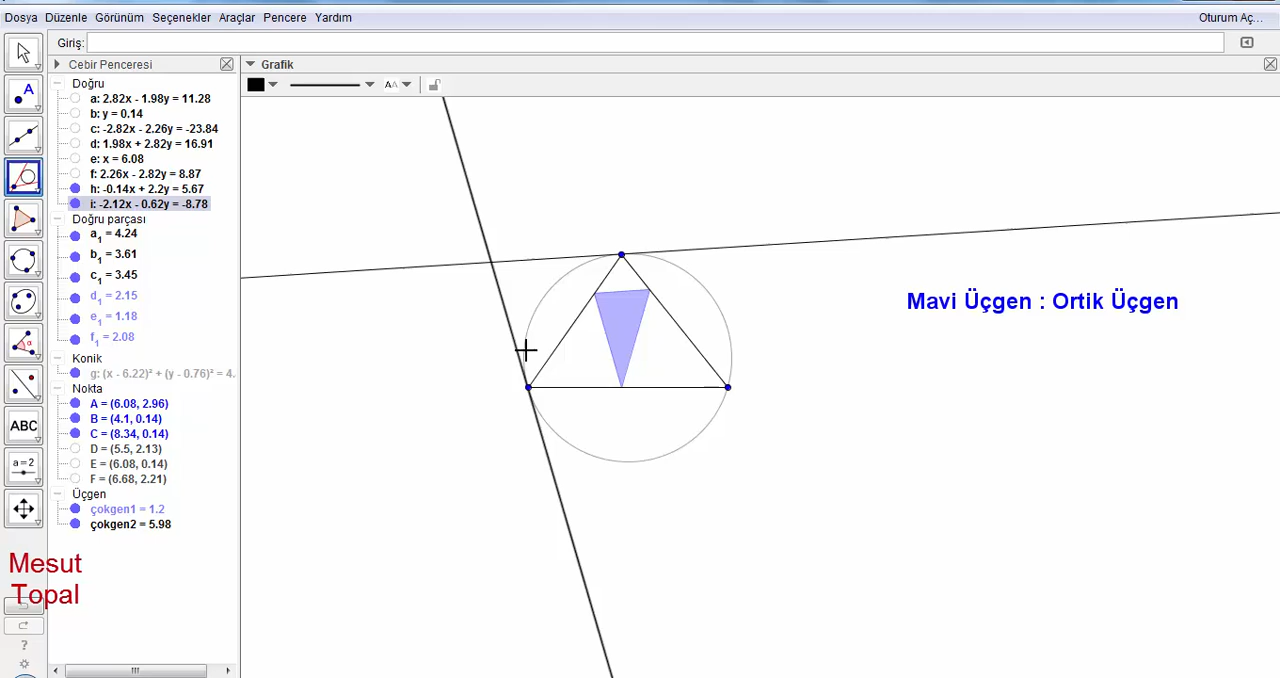 Dosya Düzenle Görünüm Seçenekler Araçlar Pencere Yardım Oturum Aç...
Giriş:
Cebir Penceresi
Grafik
AA
Doğru
a: 2.82x - 1.98y = 11.28
b: y = 0.14
c: -2.82x - 2.26y = -23.84
d: 1.98x + 2.82y = 16.91
e: x = 6.08
f: 2.26x - 2.82y = 8.87
h: -0.14x + 2.2y = 5.67
i: -2.12x - 0.62y = -8.78
Doğru parçası
a₁ = 4.24
b₁ = 3.61
c₁ = 3.45
d₁ = 2.15
e₁ = 1.18
f₁ = 2.08
Konik
g: (x - 6.22)² + (y - 0.76)² = 4.
Nokta
A = (6.08, 2.96)
B = (4.1, 0.14)
C = (8.34, 0.14)
D = (5.5, 2.13)
E = (6.08, 0.14)
F = (6.68, 2.21)
Üçgen
çokgen1 = 1.2
çokgen2 = 5.98
A
α
ABC
a=2
Mesut
Topal
?
Mavi Üçgen : Ortik Üçgen